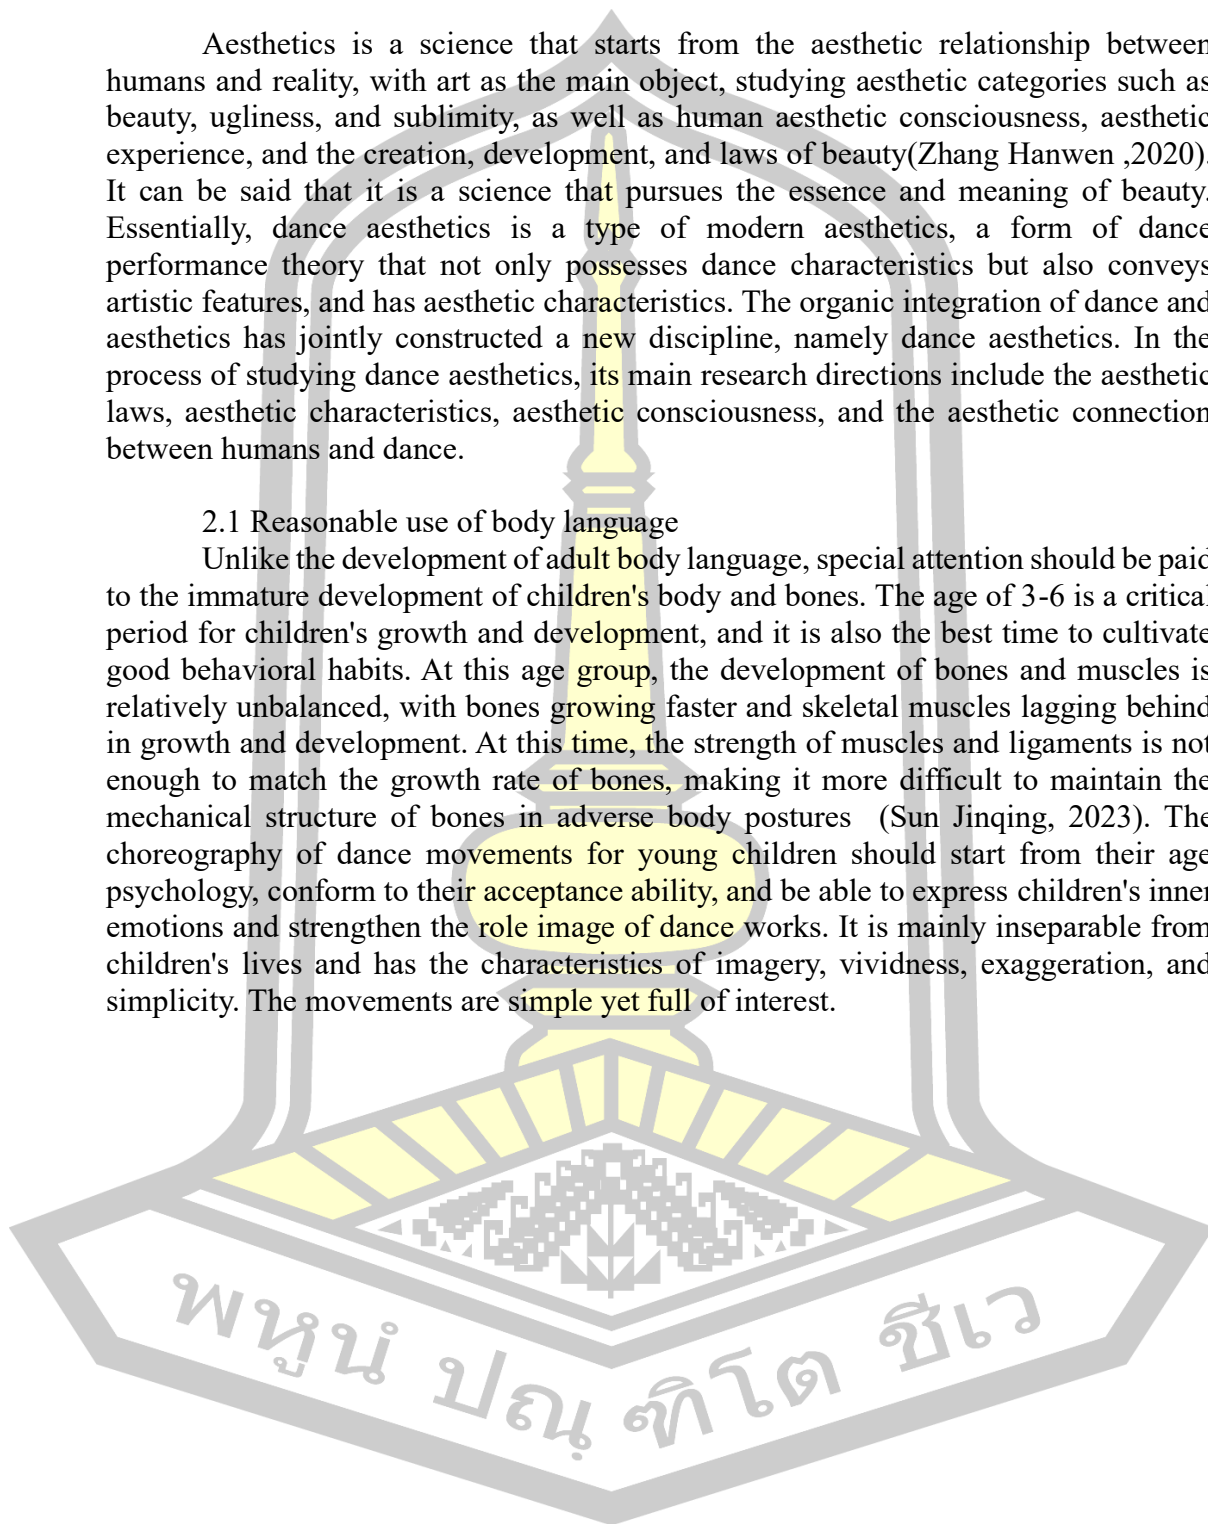 Aesthetics is a science that starts from the aesthetic relationship between
humans and reality, with art as the main object, studying aesthetic categories such as
beauty, ugliness, and sublimity, as well as human aesthetic consciousness, aesthetic
experience, and the creation, development, and laws of beauty(Zhang Hanwen ,2020).
It can be said that it is a science that pursues the essence and meaning of beauty.
Essentially, dance aesthetics is a type of modern aesthetics, a form of dance
performance theory that not only possesses dance characteristics but also conveys
artistic features, and has aesthetic characteristics. The organic integration of dance and
aesthetics has jointly constructed a new discipline, namely dance aesthetics. In the
process of studying dance aesthetics, its main research directions include the aesthetic
laws, aesthetic characteristics, aesthetic consciousness, and the aesthetic connection
between humans and dance.
2.1 Reasonable use of body language
Unlike the development of adult body language, special attention should be paid
to the immature development of children's body and bones. The age of 3-6 is a critical
period for children's growth and development, and it is also the best time to cultivate
good behavioral habits. At this age group, the development of bones and muscles is
relatively unbalanced, with bones growing faster and skeletal muscles lagging behind
in growth and development. At this time, the strength of muscles and ligaments is not
enough to match the growth rate of bones, making it more difficult to maintain the
mechanical structure of bones in adverse body postures  (Sun Jinqing, 2023). The
choreography of dance movements for young children should start from their age
psychology, conform to their acceptance ability, and be able to express children's inner
emotions and strengthen the role image of dance works. It is mainly inseparable from
children's lives and has the characteristics of imagery, vividness, exaggeration, and
simplicity. The movements are simple yet full of interest.
พหูนํ ปณฺฑิโต ชีเว